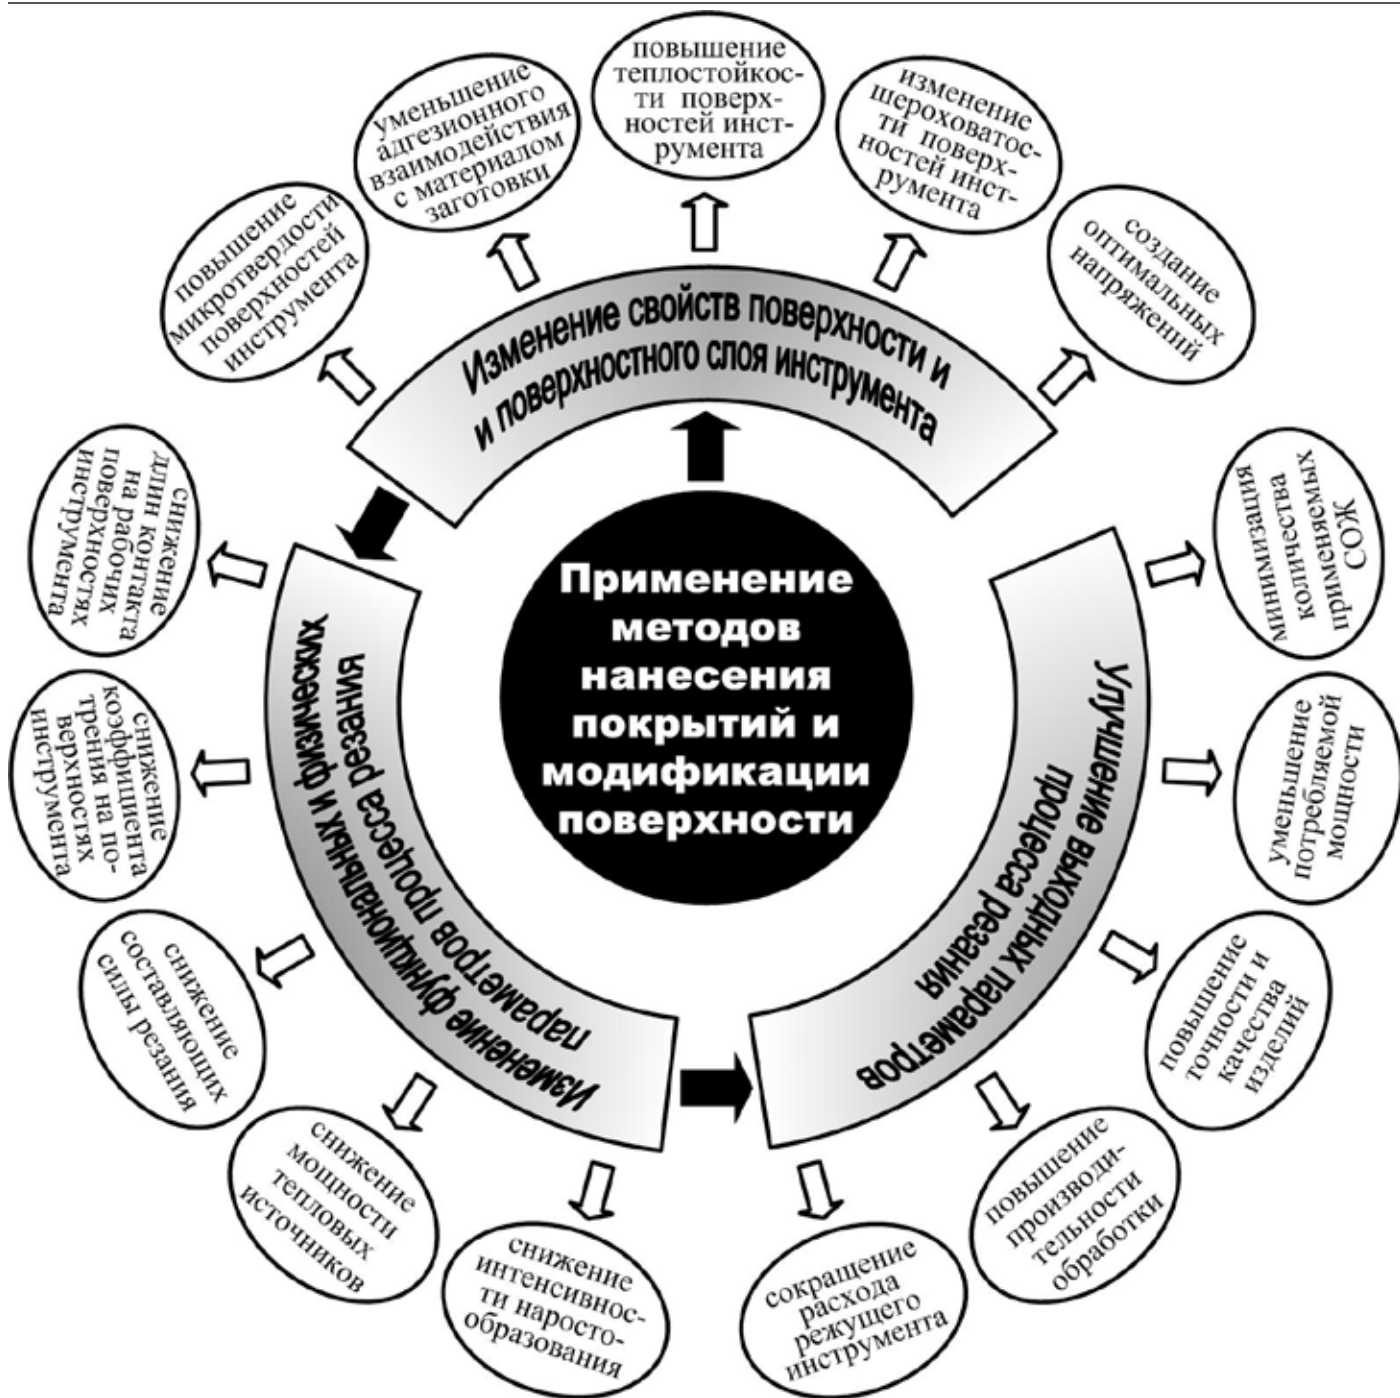 Применение
методов
нанесения
покрытий и
модификации
поверхности
Изменение свойств поверхности и
и поверхностного слоя инструмента
повышение
микротвердости
поверхностей
инструмента
уменьшение
адгезионного
взаимодействия
с материалом
заготовки
повышение
теплостойкос-
ти поверх-
ностей инст-
румента
изменение
шероховатос-
ти поверх-
ностей инст-
румента
создание
оптимальных
напряжений
Изменение функциональных и физических
параметров процесса резания
снижение
длин контакта
на рабочих
поверхностях
инструмента
снижение
коэффициента
трения на по-
верхностях
инструмента
снижение
составляющих
силы резания
снижение
мощности
тепловых
источников
снижение
интенсивнос-
ти наросто-
образования
Улучшение выходных параметров
процесса резания
сокращение
расхода
режущего
инструмента
повышение
производи-
тельности
обработки
повышение
точности и
качества
изделий
уменьшение
потребляемой
мощности
минимизация
количества
применяемых
СОЖ